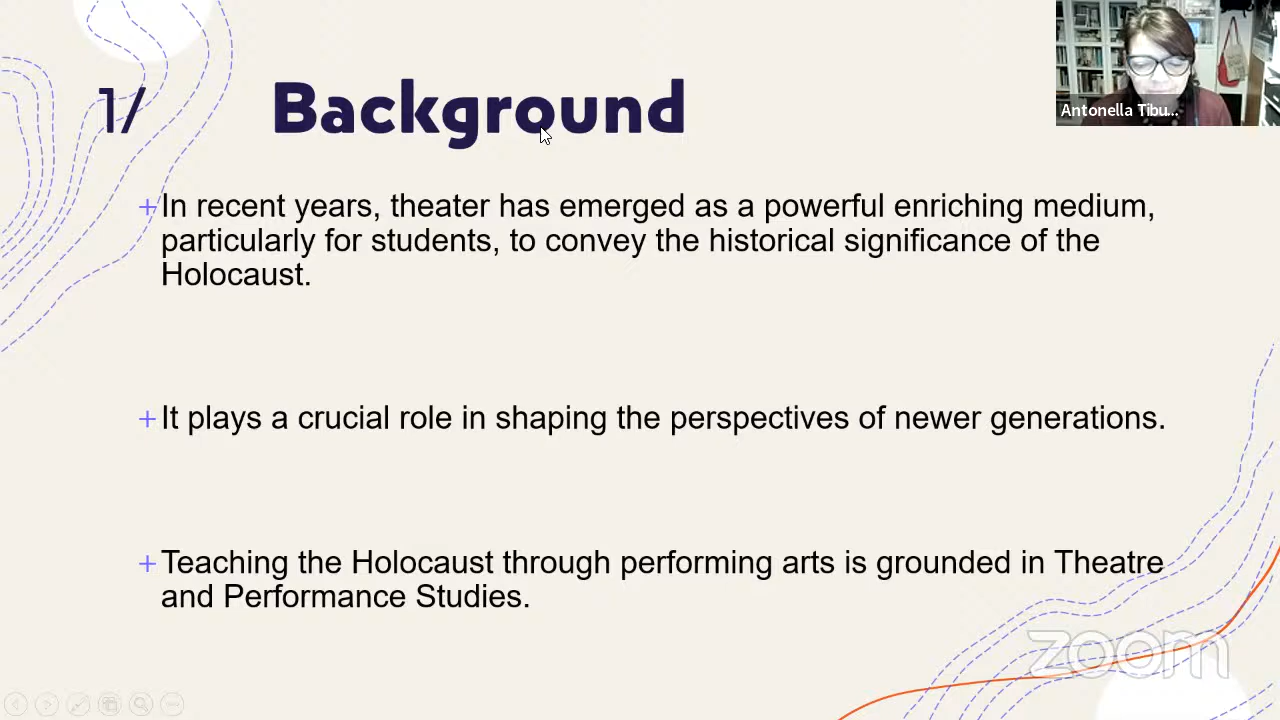 1/ Background
Antonella Tibu...
+In recent years, theater has emerged as a powerful enriching medium,
particularly for students, to convey the historical significance of the
Holocaust.
+It plays a crucial role in shaping the perspectives of newer generations.
+Teaching the Holocaust through performing arts is grounded in Theatre
and Performance Studies.
zoom